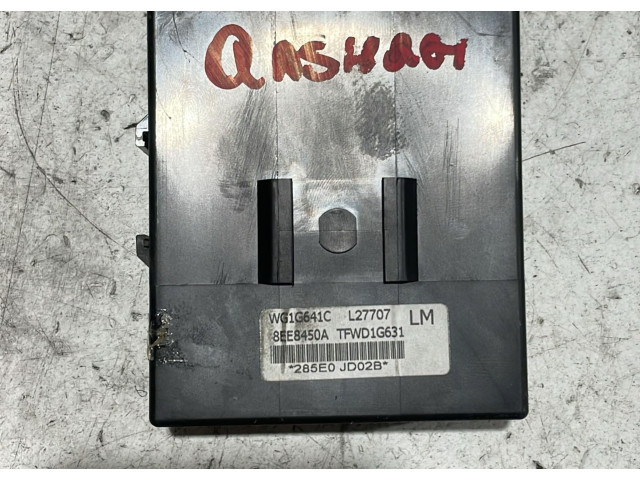 QASHQAI
WG1G641C L27707 LM
8EE8450A TFWD1G631
*285E0 JD02B*